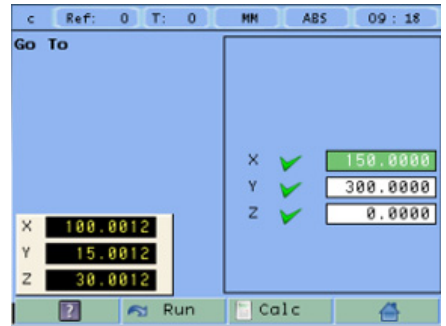 c Ref: 0 T: 0 MM ABS 09 : 18
Go To
X 150.0000
Y 300.0000
Z 0.0000
X 100.0012
Y 15.0012
Z 30.0012
? Run Calc